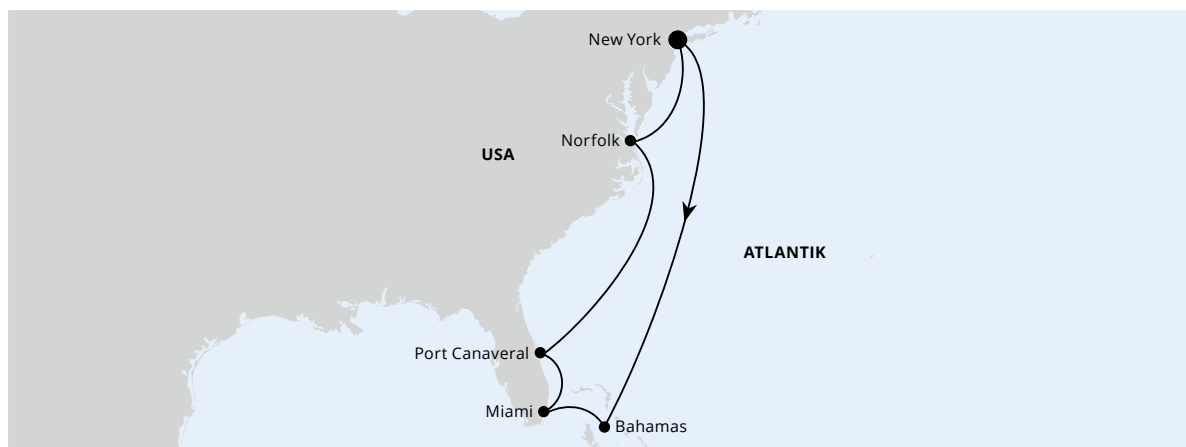 New York
Norfolk
USA
ATLANTIK
Port Canaveral
Miami
Bahamas